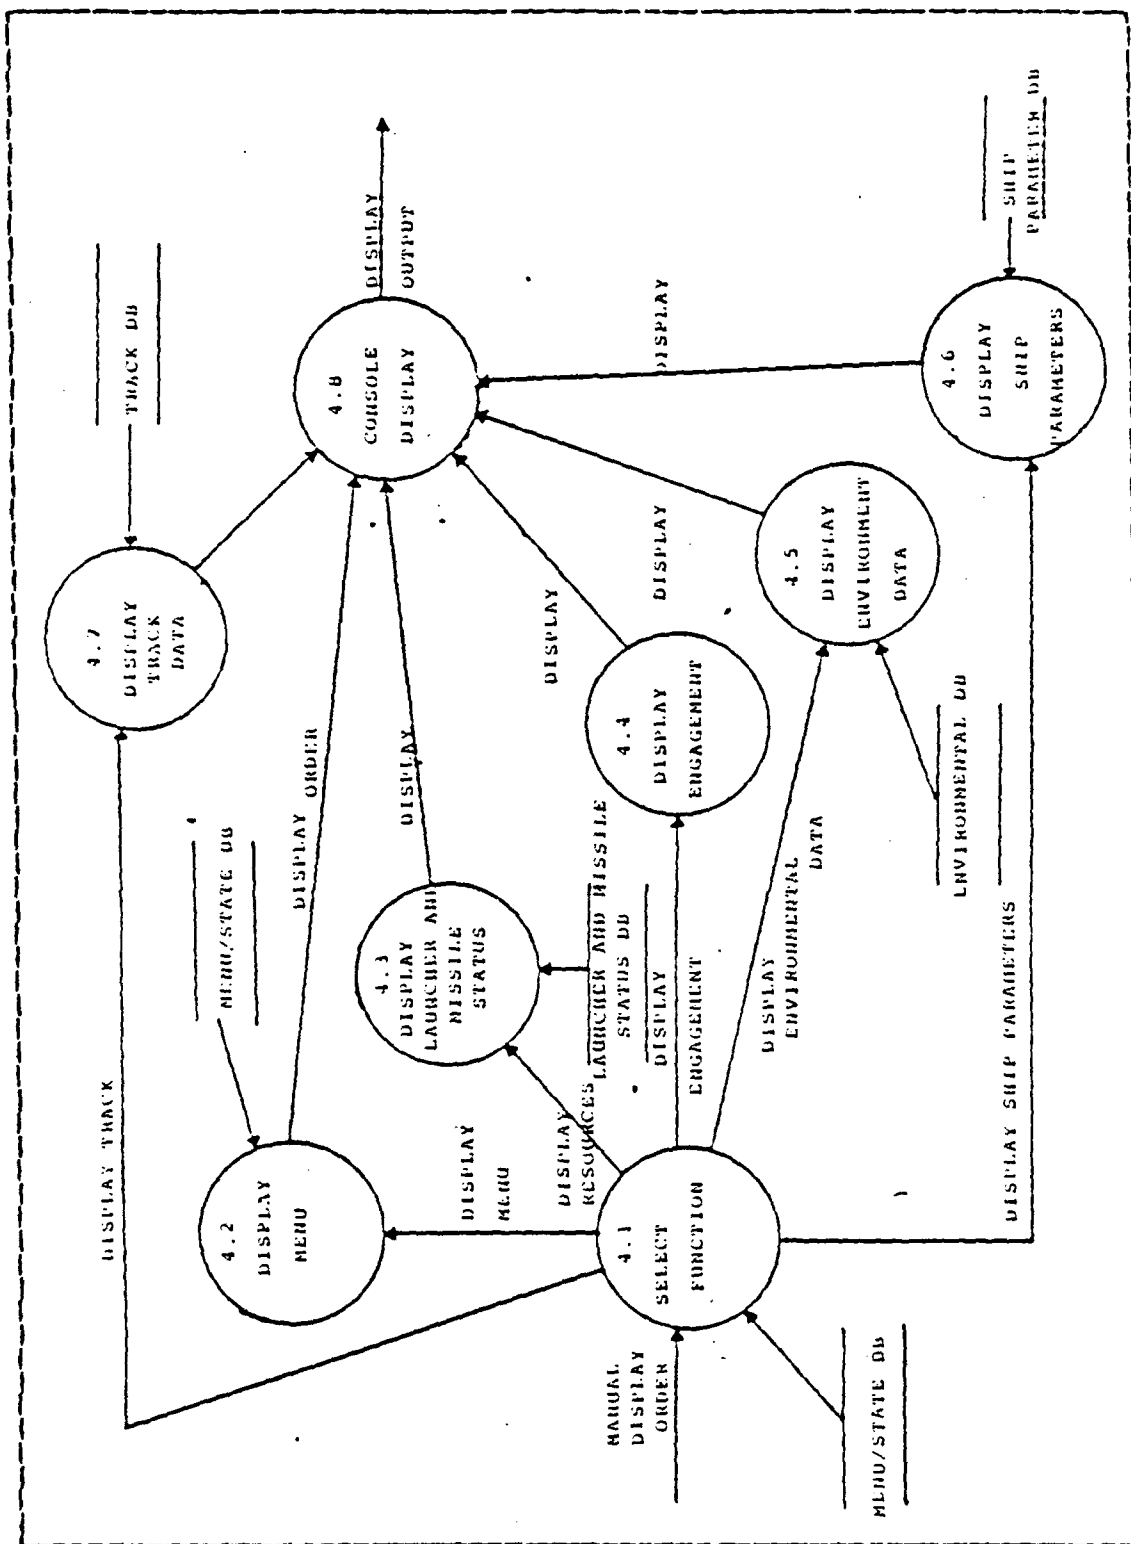 DISPLAY TRACK
4.7
DISPLAY
TRACK
DATA
TRACK DB
MENU/STATE DB
4.2
DISPLAY
MENU
DISPLAY
ORDER
4.8
CONSOLE
DISPLAY
DISPLAY
OUTPUT
4.3
DISPLAY
LAUNCHER AND
MISSILE
STATUS
DISPLAY
DISPLAY
MENU
DISPLAY
RESOURCES
LAUNCHER AND MISSILE
STATUS DB
MANUAL
DISPLAY
ORDER
4.1
SELECT
FUNCTION
DISPLAY
ENGAGEMENT
4.4
DISPLAY
ENGAGEMENT
DISPLAY
DISPLAY
ENVIRONMENTAL
DATA
4.5
DISPLAY
ENVIRONMENT
DATA
DISPLAY
DISPLAY
MENU/STATE DB
ENVIRONMENTAL DB
DISPLAY SHIP PARAMETERS
4.6
DISPLAY
SHIP
PARAMETERS
SHIP
PARAMETER DB